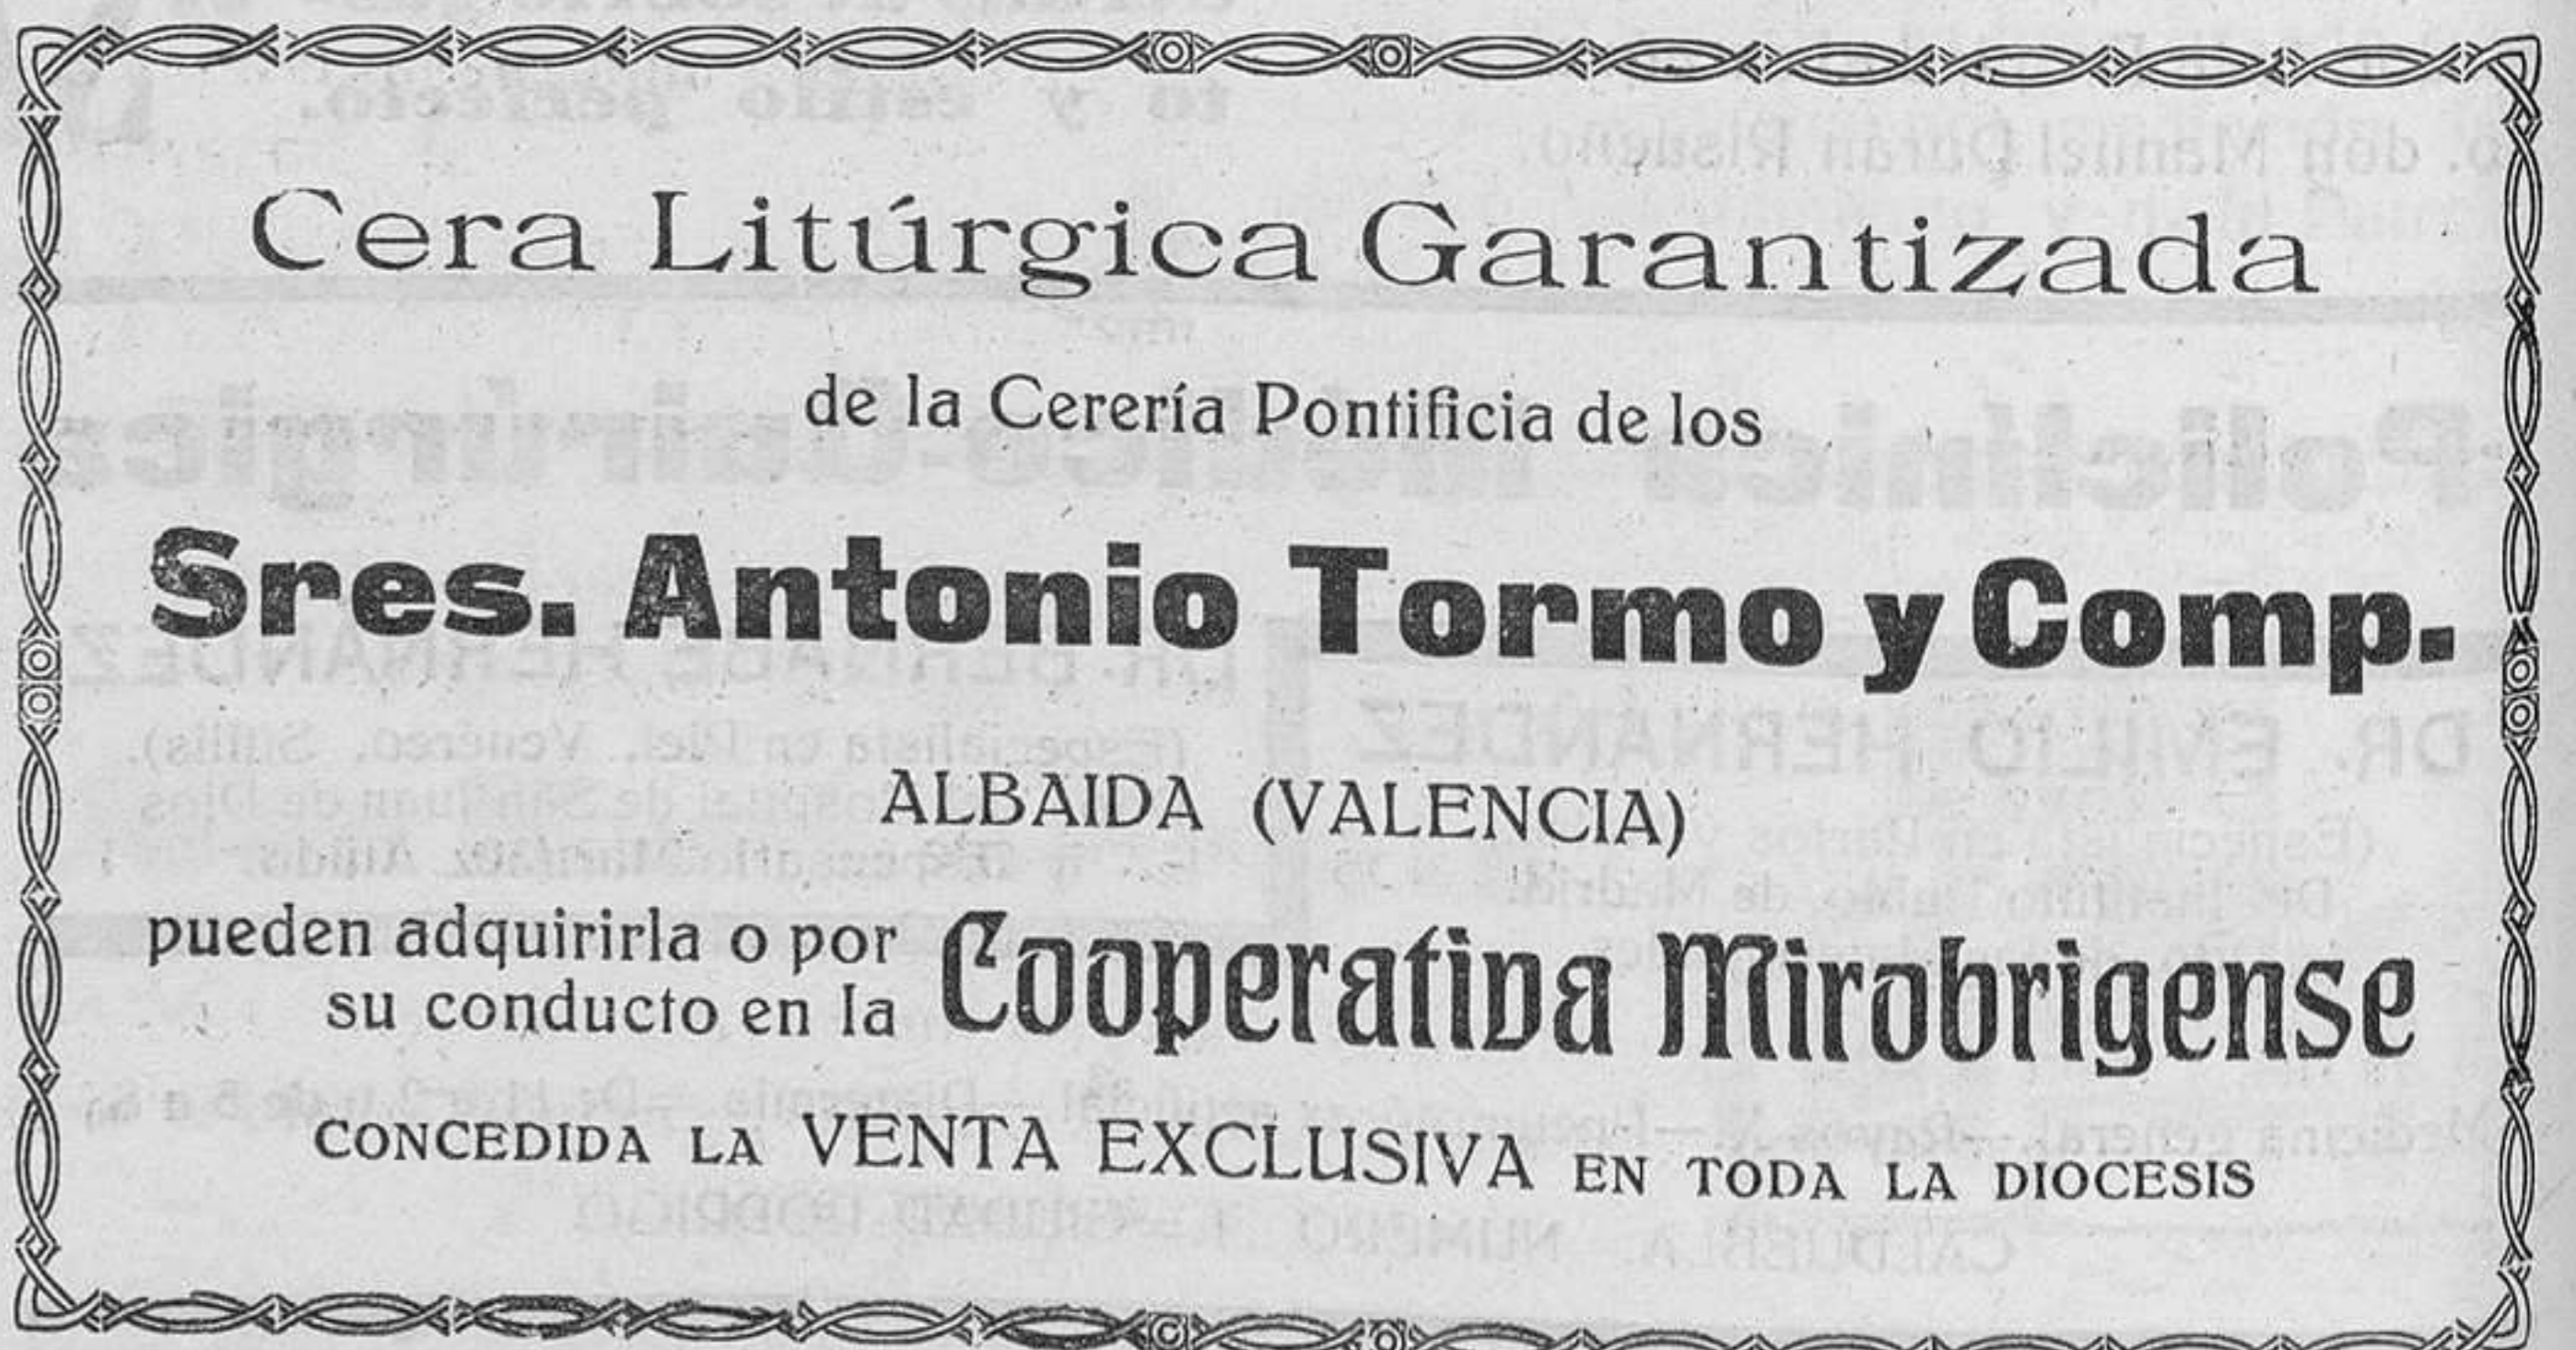 Cera Litúrgica Garantizada
de la Cerería Pontificia de los
Sres. Antonio Tormo y Comp.
ALBAIDA (VALENCIA)
pueden adquirirla o por
su conducto en la Cooperativa Mirobrigense
CONCEDIDA LA VENTA EXCLUSIVA EN TODA LA DIOCESIS